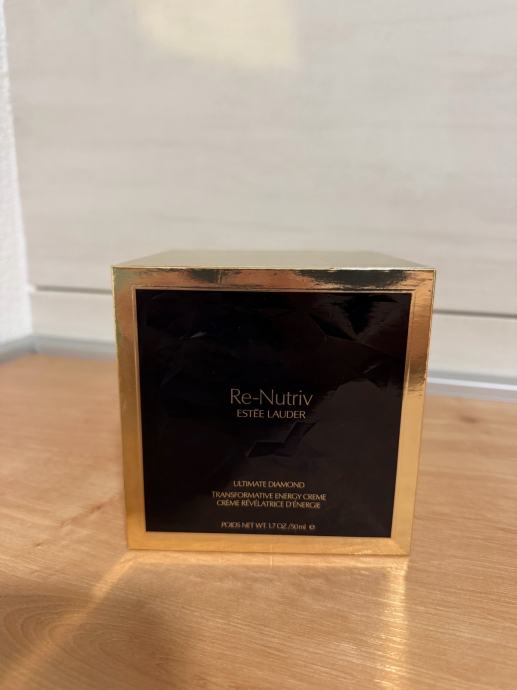 Re-Nutriv
ESTĒE LAUDER
ULTIMATE DIAMOND
TRANSFORMATIVE ENERGY CREME
CRÈME RÉVÉLATRICE D'ÉNERGIE
POIDS NET WT. 1.7 OZ./50ml ℮